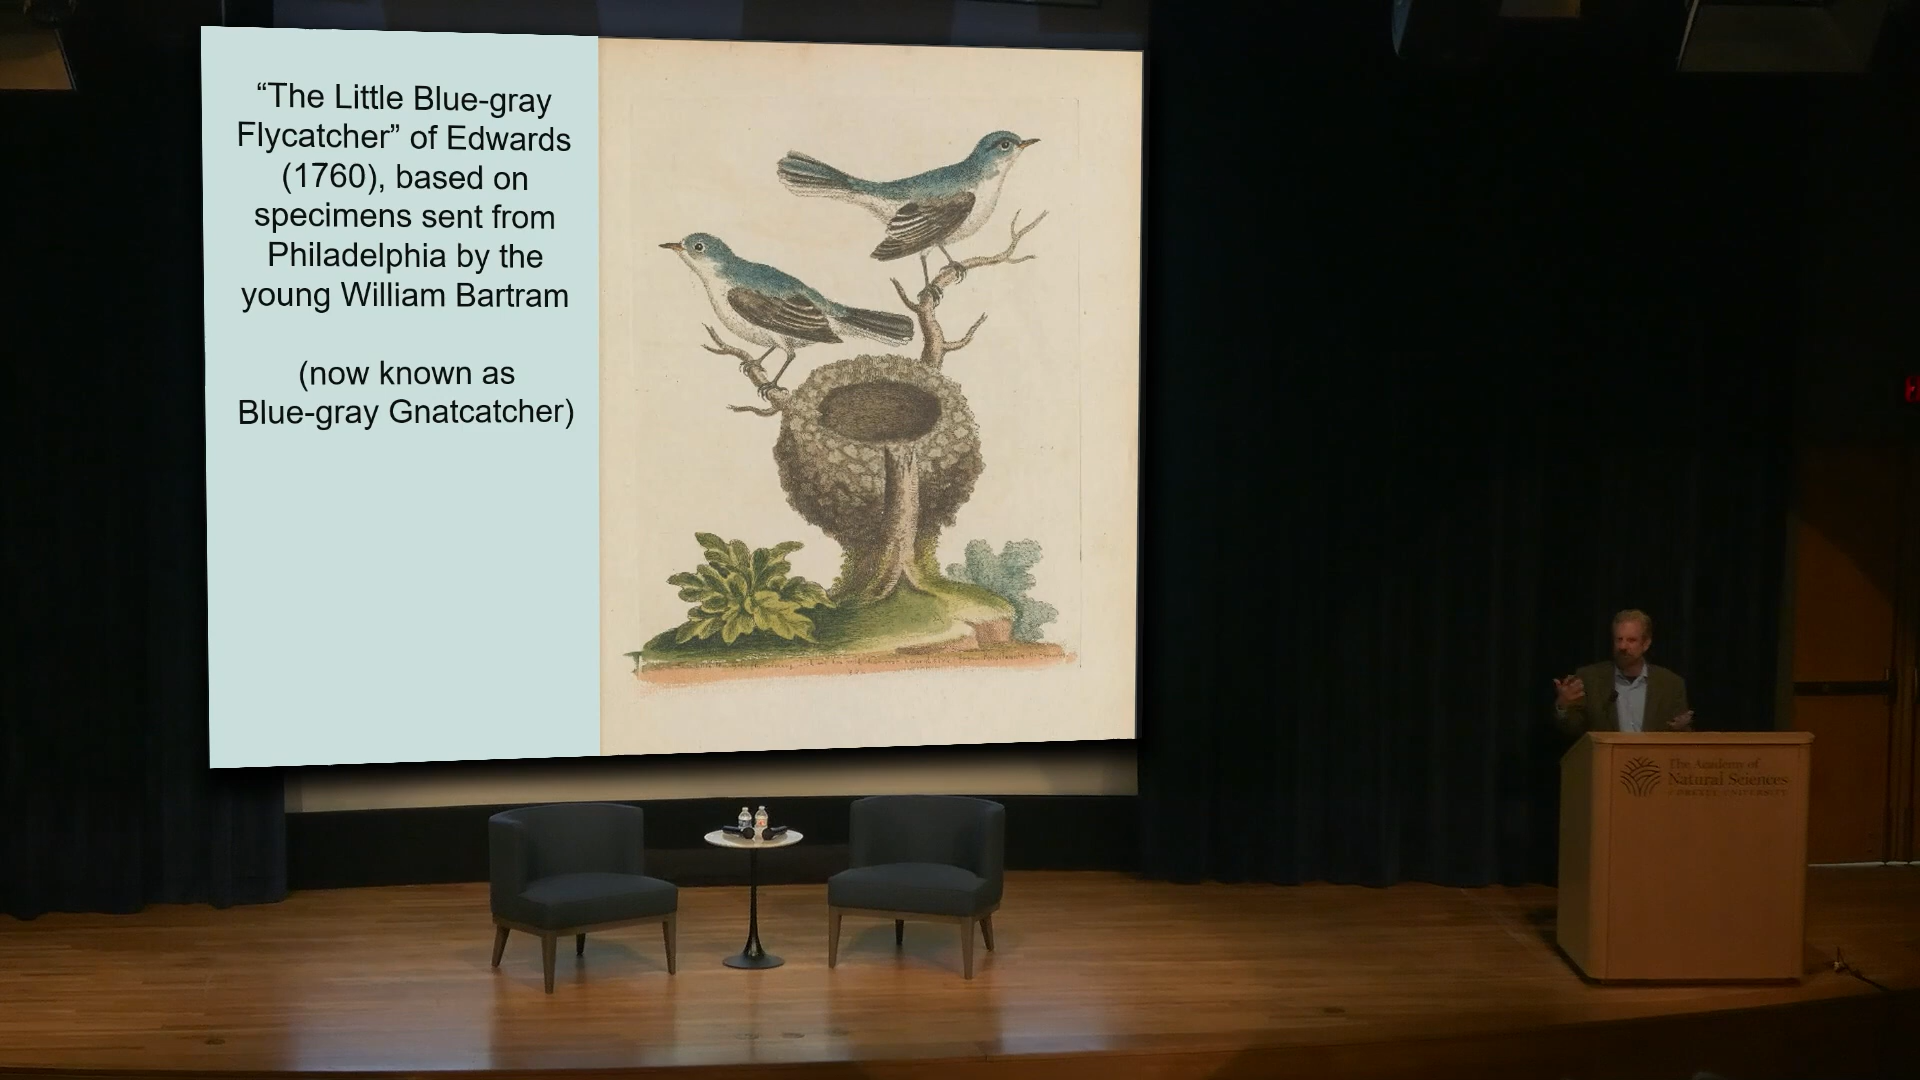 “The Little Blue-gray
Flycatcher” of Edwards
(1760), based on
specimens sent from
Philadelphia by the
young William Bartram
(now known as
Blue-gray Gnatcatcher)
The Academy of
Natural Sciences